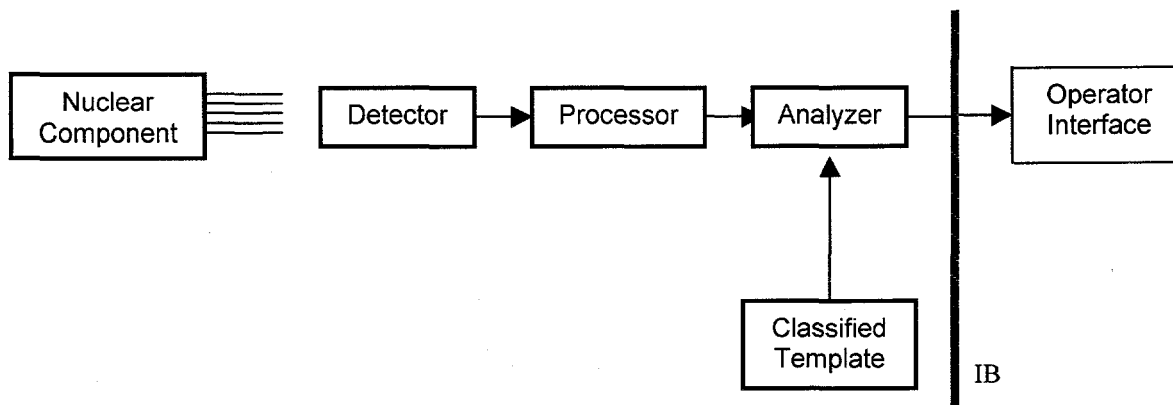 Nuclear
Component
Detector
Processor
Analyzer
Operator
Interface
Classified
Template
IB